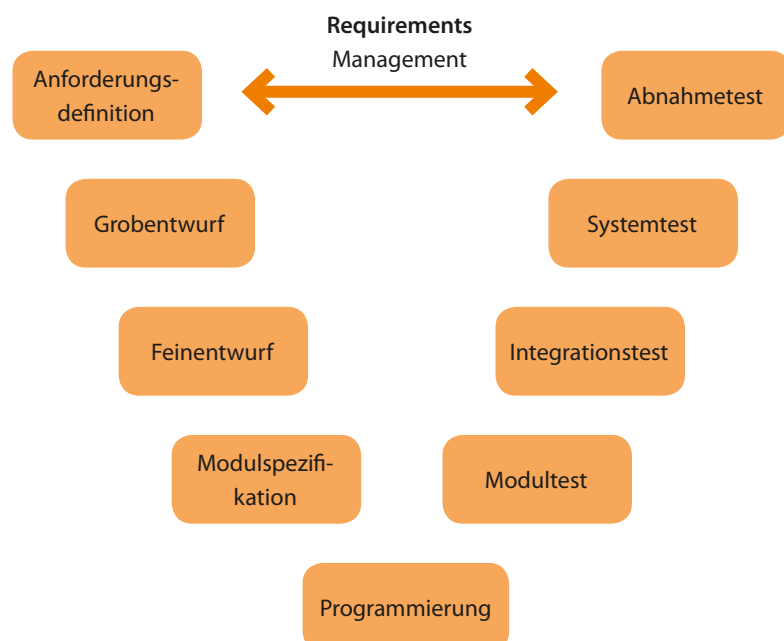 Requirements
Management
Anforderungs-
definition
Abnahmetest
Grobentwurf
Systemtest
Feinentwurf
Integrationstest
Modulspezifi-
kation
Modultest
Programmierung